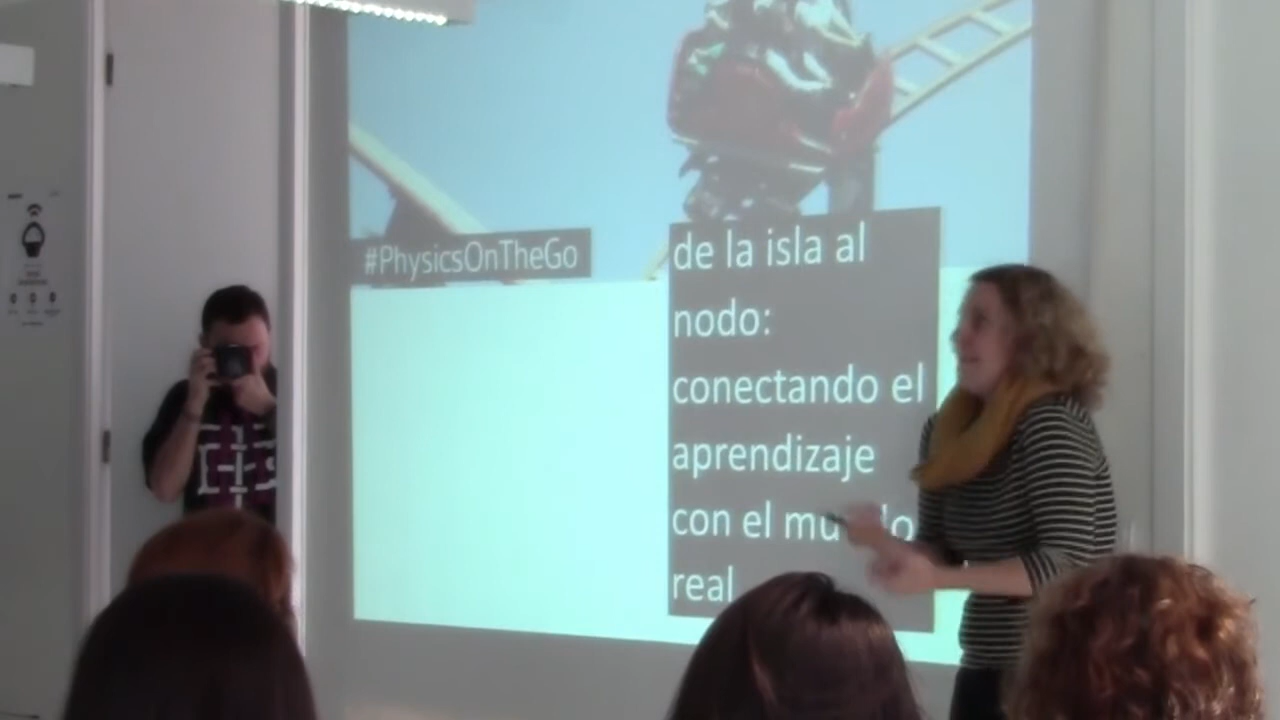 #PhysicsOnTheGo
de la isla al
nodo:
conectando el
aprendizaje
con el
real